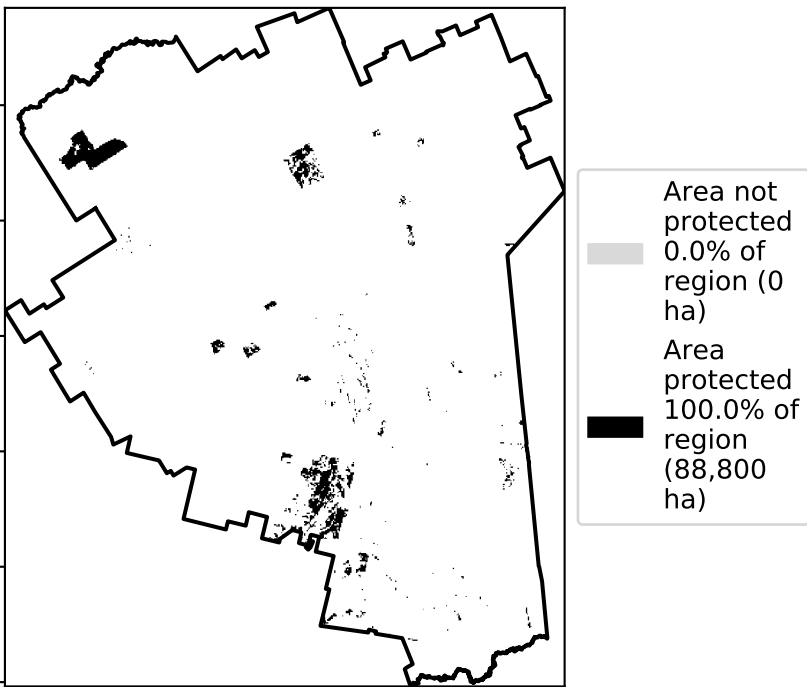 Area not
protected
0.0% of
region (0
ha)
Area
protected
100.0% of
region
(88,800
ha)